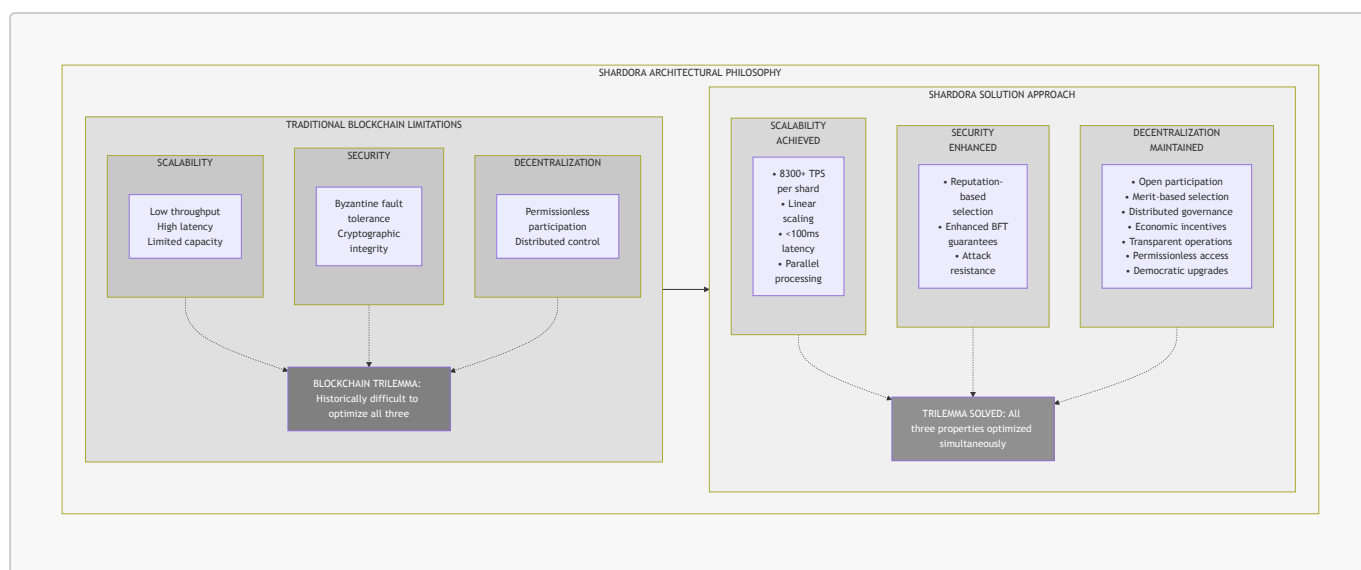 SHARDORA ARCHITECTURAL PHILOSOPHY
TRADITIONAL BLOCKCHAIN LIMITATIONS
SCALABILITY
Low throughput
High latency
Limited capacity
SECURITY
Byzantine fault
tolerance
Cryptographic
integrity
DECENTRALIZATION
Permissionless
participation
Distributed control
BLOCKCHAIN TRILEMMA:
Historically difficult to
optimize all three
SHARDORA SOLUTION APPROACH
SCALABILITY
ACHIEVED
• 8300+ TPS
per shard
• Linear
scaling
• <100ms
latency
• Parallel
processing
SECURITY
ENHANCED
• Reputation-
based
selection
• Enhanced BFT
guarantees
• Attack
resistance
DECENTRALIZATION
MAINTAINED
• Open participation
• Merit-based selection
• Distributed governance
• Economic incentives
• Transparent operations
• Permissionless access
• Democratic upgrades
TRILEMMA SOLVED: All
three properties optimized
simultaneously